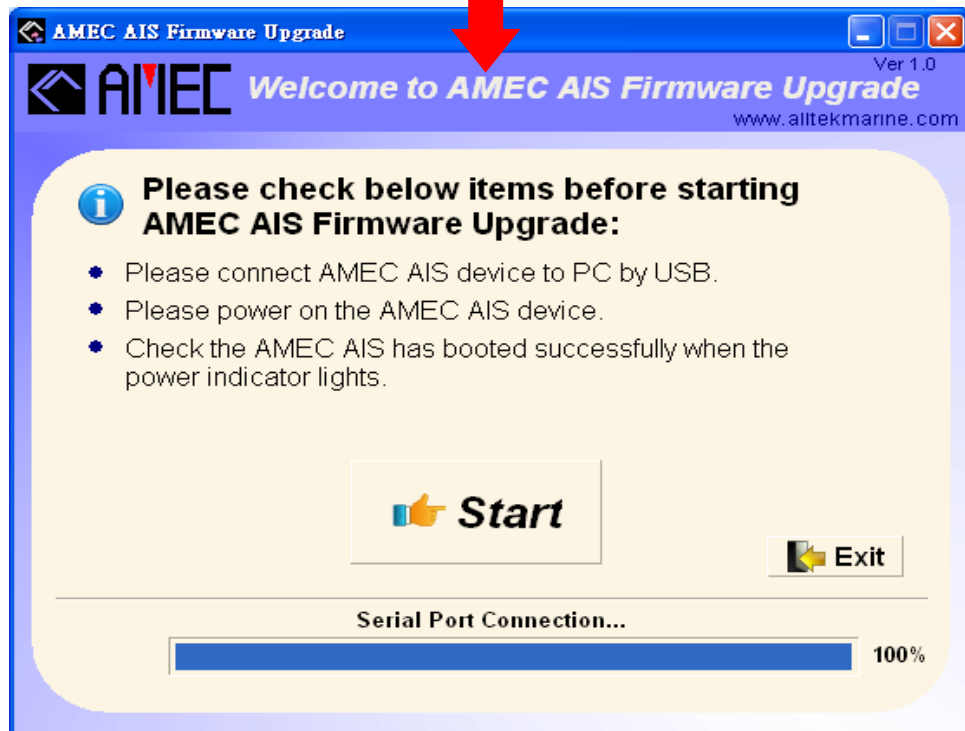 AMEC AIS Firmware Upgrade
Ver 1.0
AMEC Welcome to AMEC AIS Firmware Upgrade
www.alltekmarine.com
Please check below items before starting
AMEC AIS Firmware Upgrade:
Please connect AMEC AIS device to PC by USB.
Please power on the AMEC AIS device.
Check the AMEC AIS has booted successfully when the
power indicator lights.
Start
Exit
Serial Port Connection...
100%